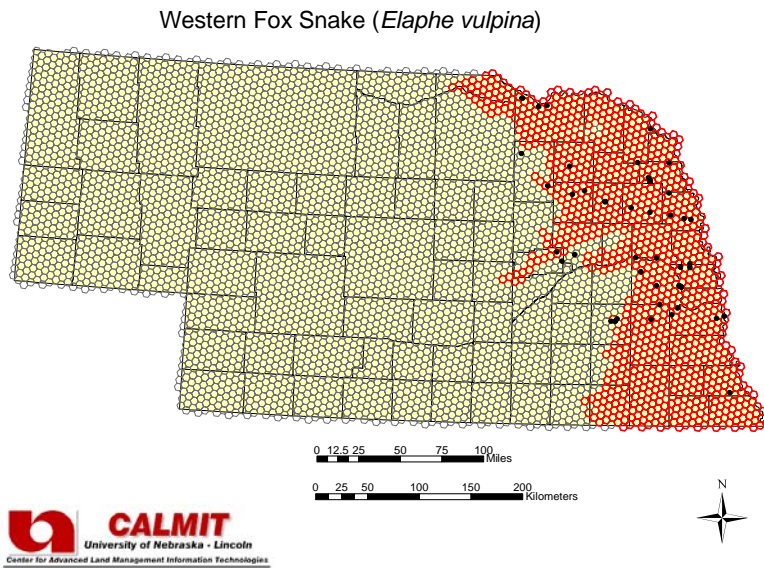 Western Fox Snake (Elaphe vulpina)
0 12.5 25 50 75 100
Miles
0 25 50 100 150 200
Kilometers
N
CALMIT
University of Nebraska - Lincoln
Center for Advanced Land Management Information Technologies